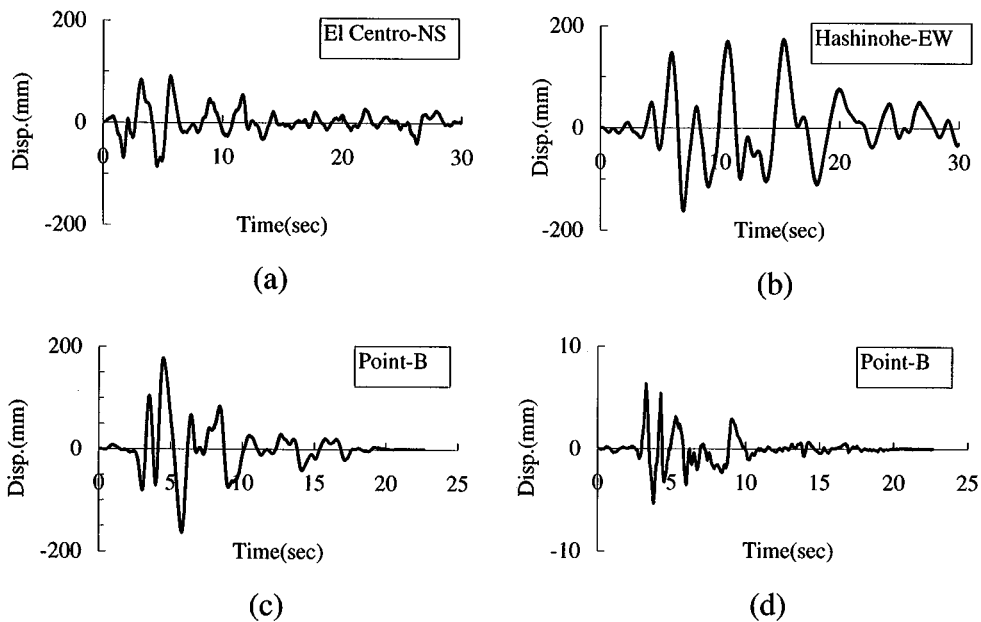 200
El Centro-NS
Disp.(mm)
0
0
10
20
30
-200
Time(sec)
(a)
200
Hashinohe-EW
Disp.(mm)
0
0
10
20
30
-200
Time(sec)
(b)
200
Point-B
Disp.(mm)
0
0
5
10
15
20
25
-200
Time(sec)
(c)
10
Point-B
Disp.(mm)
0
0
5
10
15
20
25
-10
Time(sec)
(d)